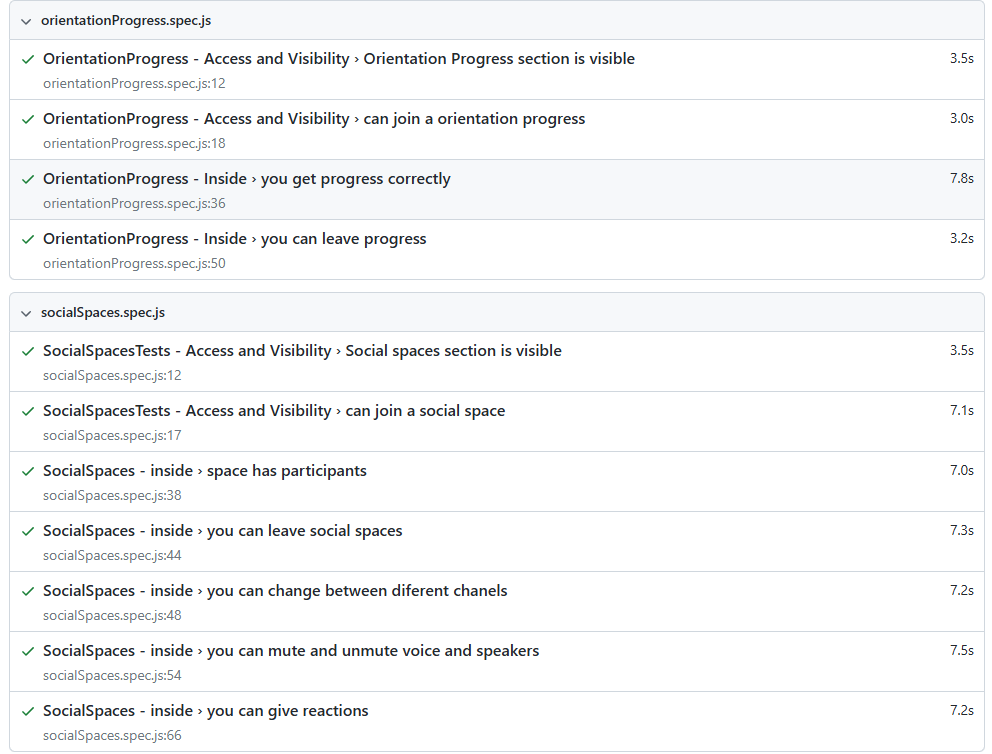 orientationProgress.spec.js
OrientationProgress - Access and Visibility › Orientation Progress section is visible 3.5s
orientationProgress.spec.js:12
OrientationProgress - Access and Visibility › can join a orientation progress 3.0s
orientationProgress.spec.js:18
OrientationProgress - Inside › you get progress correctly 7.8s
orientationProgress.spec.js:36
OrientationProgress - Inside › you can leave progress 3.2s
orientationProgress.spec.js:50
socialSpaces.spec.js
SocialSpacesTests - Access and Visibility › Social spaces section is visible 3.5s
socialSpaces.spec.js:12
SocialSpacesTests - Access and Visibility › can join a social space 7.1s
socialSpaces.spec.js:17
SocialSpaces - inside › space has participants 7.0s
socialSpaces.spec.js:38
SocialSpaces - inside › you can leave social spaces 7.3s
socialSpaces.spec.js:44
SocialSpaces - inside › you can change between diferent chanels 7.2s
socialSpaces.spec.js:48
SocialSpaces - inside › you can mute and unmute voice and speakers 7.5s
socialSpaces.spec.js:54
SocialSpaces - inside › you can give reactions 7.2s
socialSpaces.spec.js:66